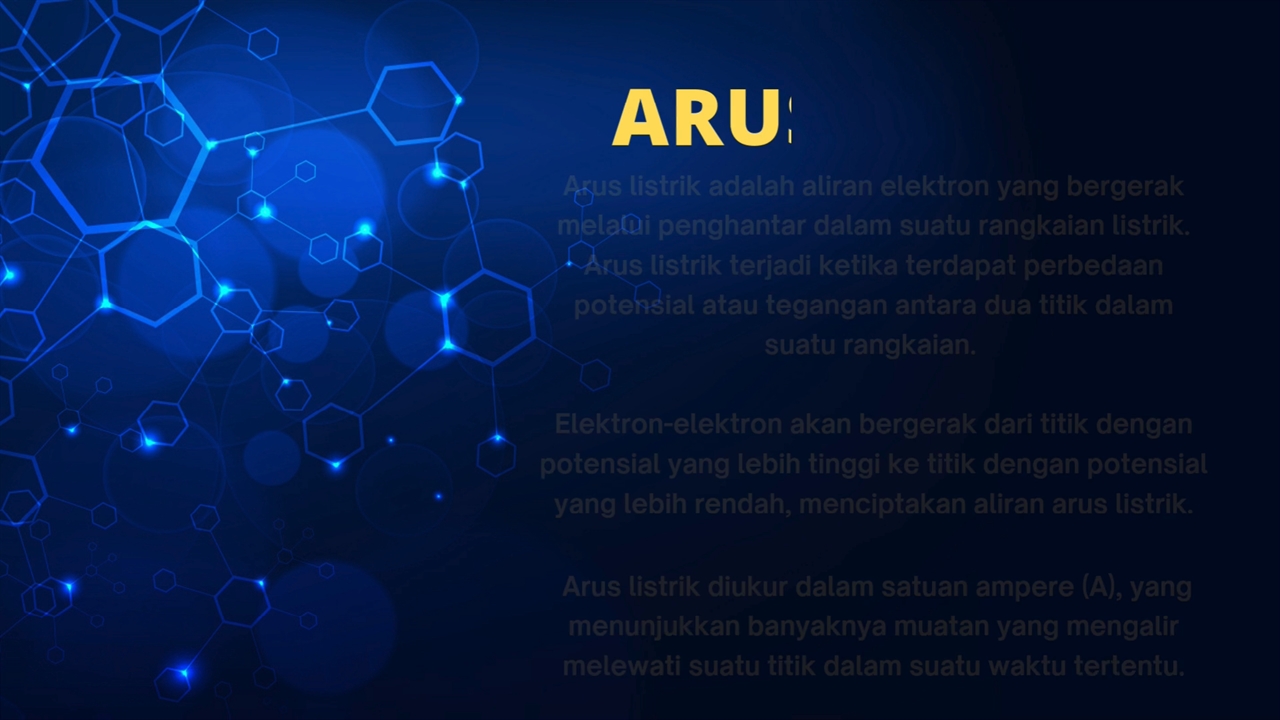 ARU
Arus listrik adalah aliran elektron yang bergerak
melalui penghantar dalam suatu rangkaian listrik.
Arus listrik terjadi ketika terdapat perbedaan
potensial atau tegangan antara dua titik dalam
suatu rangkaian.
Elektron-elektron akan bergerak dari titik dengan
potensial yang lebih tinggi ke titik dengan potensial
yang lebih rendah, menciptakan aliran arus listrik.
Arus listrik diukur dalam satuan ampere (A), yang
menunjukkan banyaknya muatan yang mengalir
melewati suatu titik dalam suatu waktu tertentu.